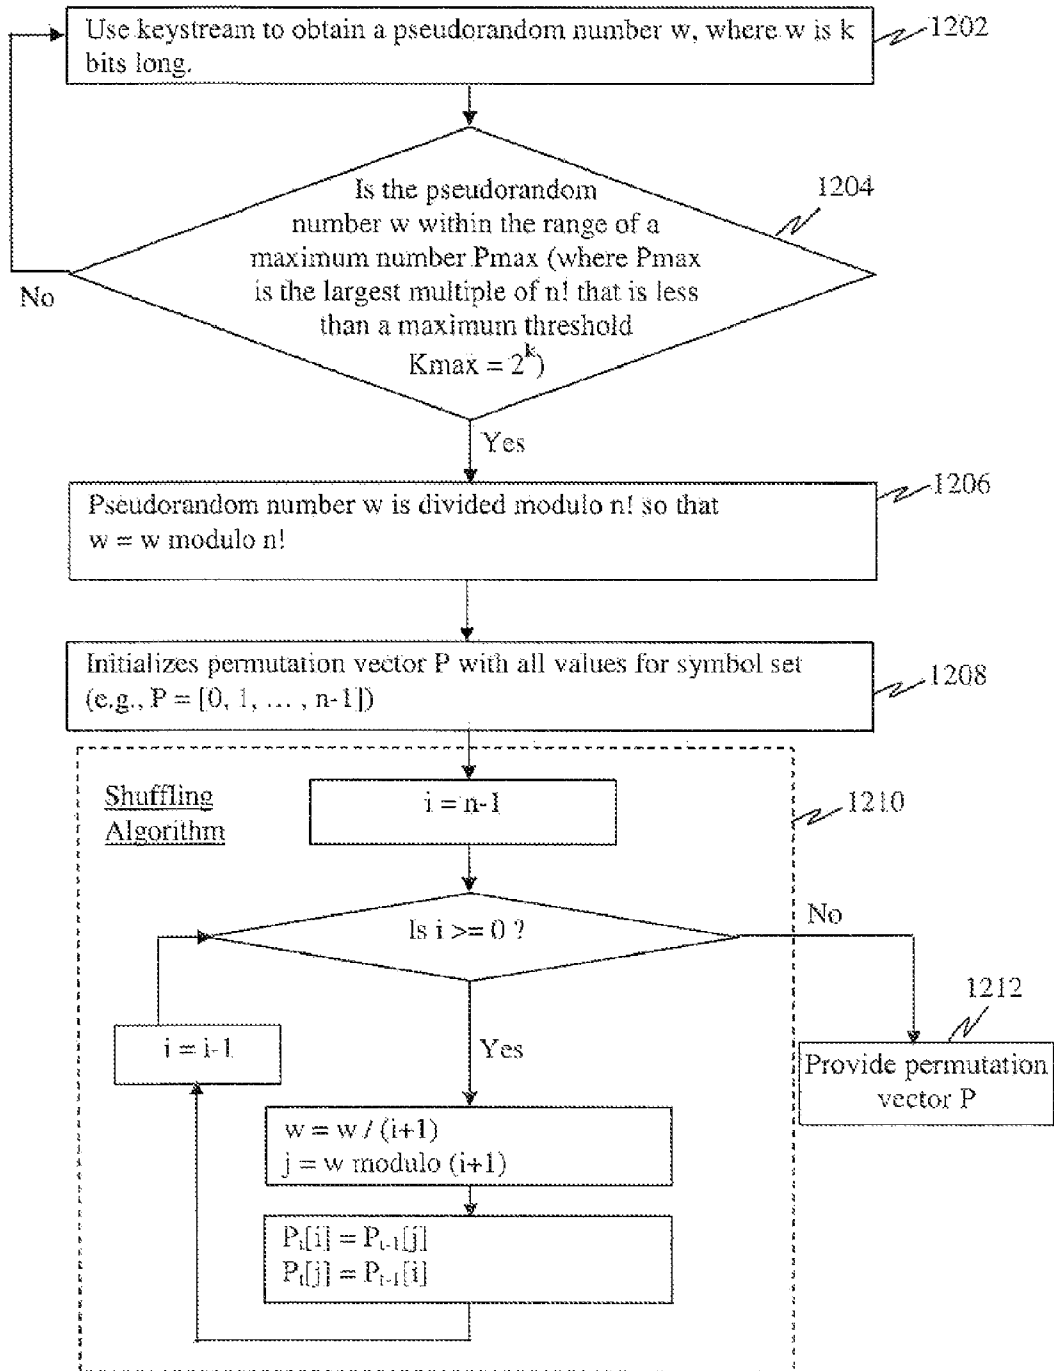 Use keystream to obtain a pseudorandom number w, where w is k
bits long.
1202
Is the pseudorandom
number w within the range of a
maximum number Pmax (where Pmax
is the largest multiple of n! that is less
than a maximum threshold
Kmax = 2^k)
1204
No
Yes
Pseudorandom number w is divided modulo n! so that
w = w modulo n!
1206
Initializes permutation vector P with all values for symbol set
(e.g., P = [0, 1, … , n-1])
1208
Shuffling
Algorithm
i = n-1
1210
Is i >= 0 ?
No
Yes
i = i-1
1212
Provide permutation
vector P
w = w / (i+1)
j = w modulo (i+1)
Pₜ[i] = Pₜ₋₁[j]
Pₜ[j] = Pₜ₋₁[i]